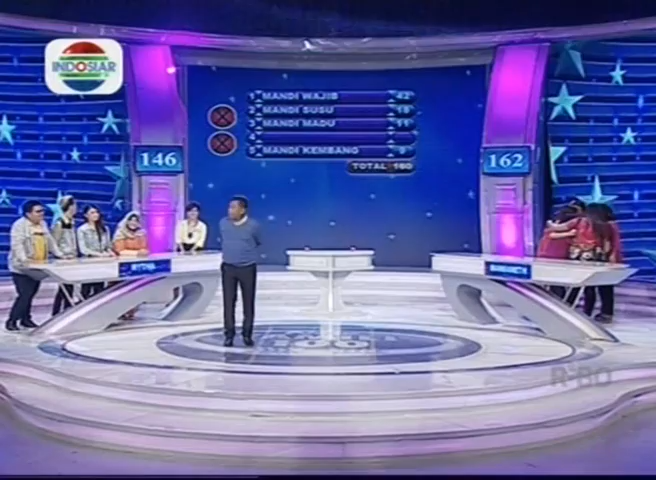 INDOSIAR
1 MANDI WAJIB 42
2 MANDI SUSU 18
3 MANDI MADU 11
4
5 MANDI KEMBANG 9
TOTAL 160
146
162